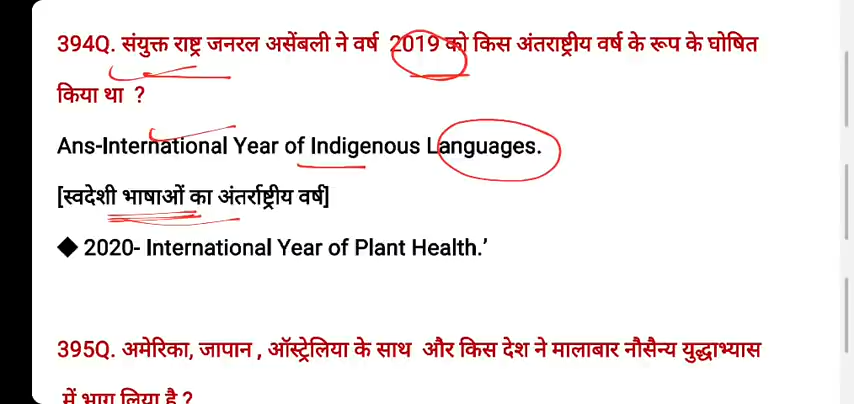 394Q. संयुक्त राष्ट्र जनरल असेंबली ने वर्ष 2019 को किस अंतराष्ट्रीय वर्ष के रूप के घोषित
किया था ?
Ans-International Year of Indigenous Languages.
[स्वदेशी भाषाओं का अंतर्राष्ट्रीय वर्ष]
◆ 2020- International Year of Plant Health.’
395Q. अमेरिका, जापान , ऑस्ट्रेलिया के साथ और किस देश ने मालाबार नौसैन्य युद्धाभ्यास
में भाग लिया है ?